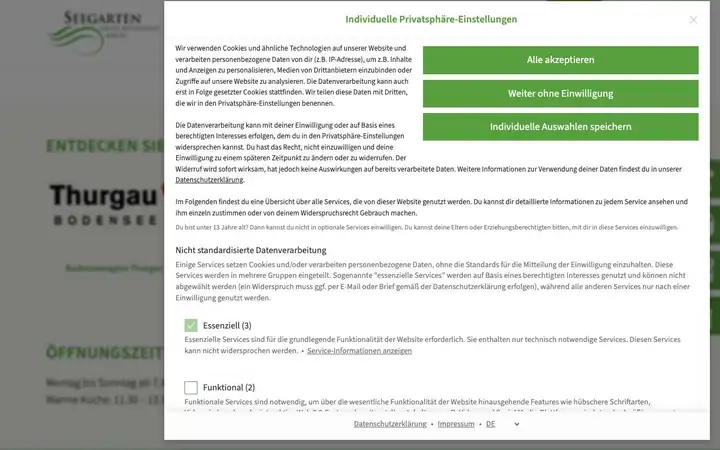 SEEGARTEN
Individuelle Privatsphäre-Einstellungen
Wir verwenden Cookies und ähnliche Technologien auf unserer Website und
verarbeiten personenbezogene Daten von dir (z.B. IP-Adresse), um z.B. Inhalte
und Anzeigen zu personalisieren, Medien von Drittanbietern einzubinden oder
Zugriffe auf unsere Website zu analysieren. Die Datenverarbeitung kann auch
erst in Folge gesetzter Cookies stattfinden. Wir teilen diese Daten mit Dritten,
die wir in den Privatsphäre-Einstellungen benennen.
Die Datenverarbeitung kann mit deiner Einwilligung oder auf Basis eines
berechtigten Interesses erfolgen, dem du in den Privatsphäre-Einstellungen
widersprechen kannst. Du hast das Recht, nicht einzuwilligen und deine
Einwilligung zu einem späteren Zeitpunkt zu ändern oder zu widerrufen. Der
Widerruf wird sofort wirksam, hat jedoch keine Auswirkungen auf bereits verarbeitete Daten. Weitere Informationen zur Verwendung deiner Daten findest du in unserer
Datenschutzerklärung.
Alle akzeptieren
Weiter ohne Einwilligung
Individuelle Auswahlen speichern
Im Folgenden findest du eine Übersicht über alle Services, die von dieser Website genutzt werden. Du kannst dir detaillierte Informationen zu jedem Service ansehen und
ihm einzeln zustimmen oder von deinem Widerspruchsrecht Gebrauch machen.
Du bist unter 13 Jahre alt? Dann kannst du nicht in optionale Services einwilligen. Du kannst deine Eltern oder Erziehungsberechtigten bitten, mit dir in diese Services einzuwilligen.
Nicht standardisierte Datenverarbeitung
Einige Services setzen Cookies und/oder verarbeiten personenbezogene Daten, ohne die Standards für die Mitteilung der Einwilligung einzuhalten. Diese
Services werden in mehrere Gruppen eingeteilt. Sogenannte "essenzielle Services" werden auf Basis eines berechtigten Interesses genutzt und können nicht
abgewählt werden (ein Widerspruch muss ggf. per E-Mail oder Brief gemäß der Datenschutzerklärung erfolgen), während alle anderen Services nur nach einer
Einwilligung genutzt werden.
Essenziell (3)
Essenzielle Services sind für die grundlegende Funktionalität der Website erforderlich. Sie enthalten nur technisch notwendige Services. Diesen Services
kann nicht widersprochen werden. • Service-Informationen anzeigen
Funktional (2)
Funktionale Services sind notwendig, um über die wesentliche Funktionalität der Website hinausgehende Features wie hübschere Schriftarten,
Datenschutzerklärung • Impressum • DE
ENTDECKEN SIE
Thurgau
BODENSEE
ÖFFNUNGSZEIT